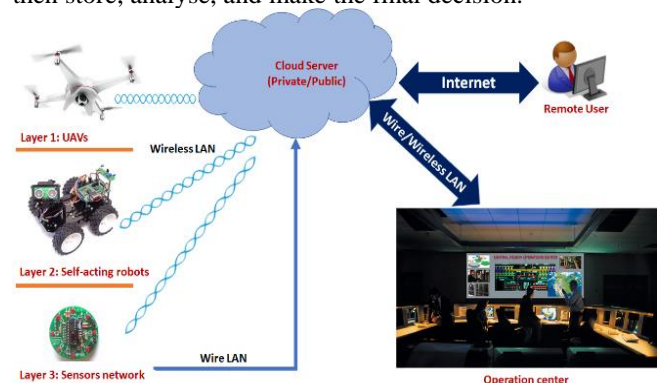 then store, analyse, and make the final decision.
Cloud Server
(Private/Public)
Internet
Remote User
Layer 1: UAVs
Wireless LAN
Wire/Wireless LAN
Layer 2: Self-acting robots
Layer 3: Sensors network
Wire LAN
Operation center